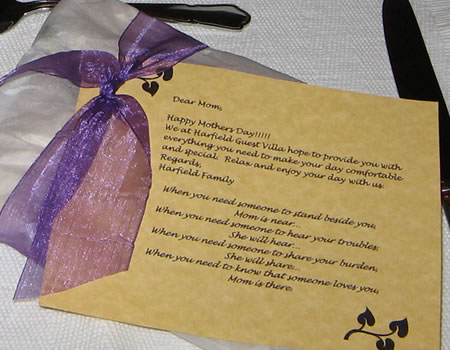 Dear Mom,
Happy Mothers Day!!!!!
We at Harfield Guest Villa hope to provide you with
everything you need to make your day comfortable
and special. Relax and enjoy your day with us.
Regards,
Harfield Family
When you need someone to stand beside you;
Mom is near...
When you need someone to hear your troubles;
She will hear...
When you need someone to share your burden;
She will share...
When you need to know that someone loves you;
Mom is there.